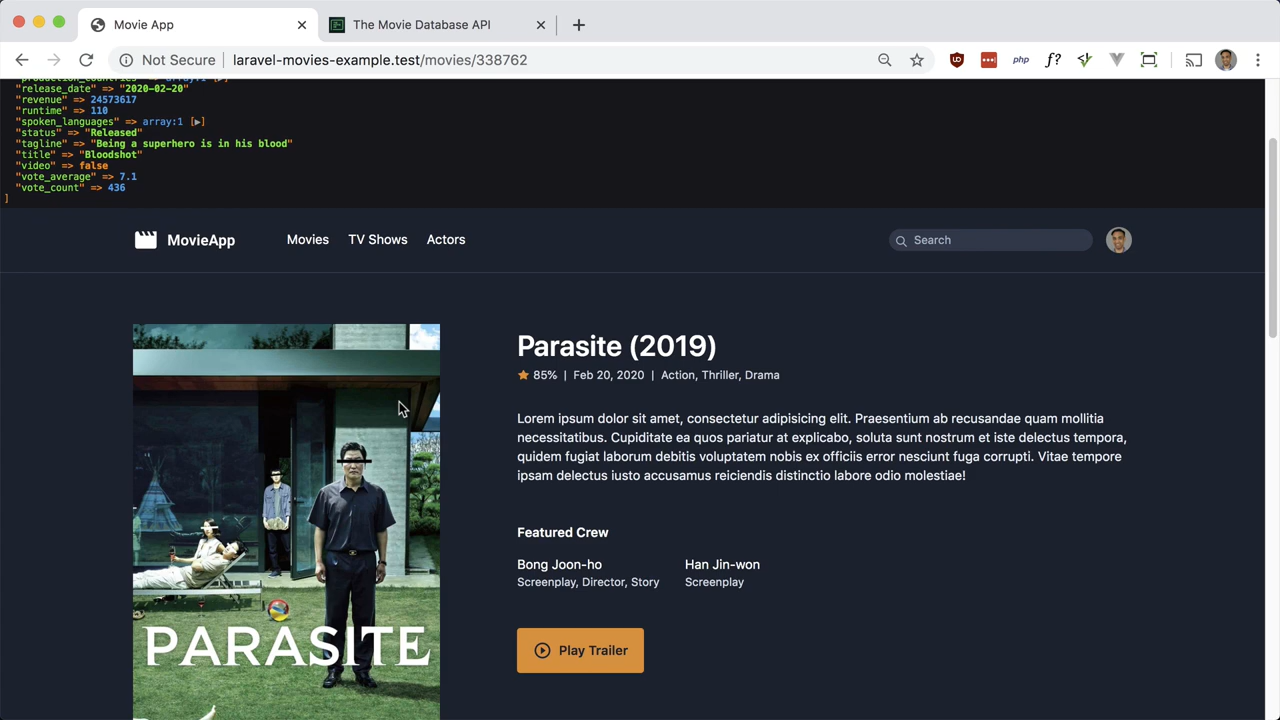 Movie App
The Movie Database API
Not Secure
laravel-movies-example.test/movies/338762
php
f?
"production_countries" => array:1 [▶]
"release_date" => "2020-02-20"
"revenue" => 24573617
"runtime" => 110
"spoken_languages" => array:1 [▶]
"status" => "Released"
"tagline" => "Being a superhero is in his blood"
"title" => "Bloodshot"
"video" => false
"vote_average" => 7.1
"vote_count" => 436
]
MovieApp
Movies
TV Shows
Actors
Search
Parasite (2019)
85% | Feb 20, 2020 | Action, Thriller, Drama
Lorem ipsum dolor sit amet, consectetur adipisicing elit. Praesentium ab recusandae quam mollitia
necessitatibus. Cupiditate ea quos pariatur at explicabo, soluta sunt nostrum et iste delectus tempora,
quidem fugiat laborum debitis voluptatem nobis ex officiis error nesciunt fuga corrupti. Vitae tempore
ipsam delectus iusto accusamus reiciendis distinctio labore odio molestiae!
Featured Crew
Bong Joon-ho
Screenplay, Director, Story
Han Jin-won
Screenplay
Play Trailer
PARASITE